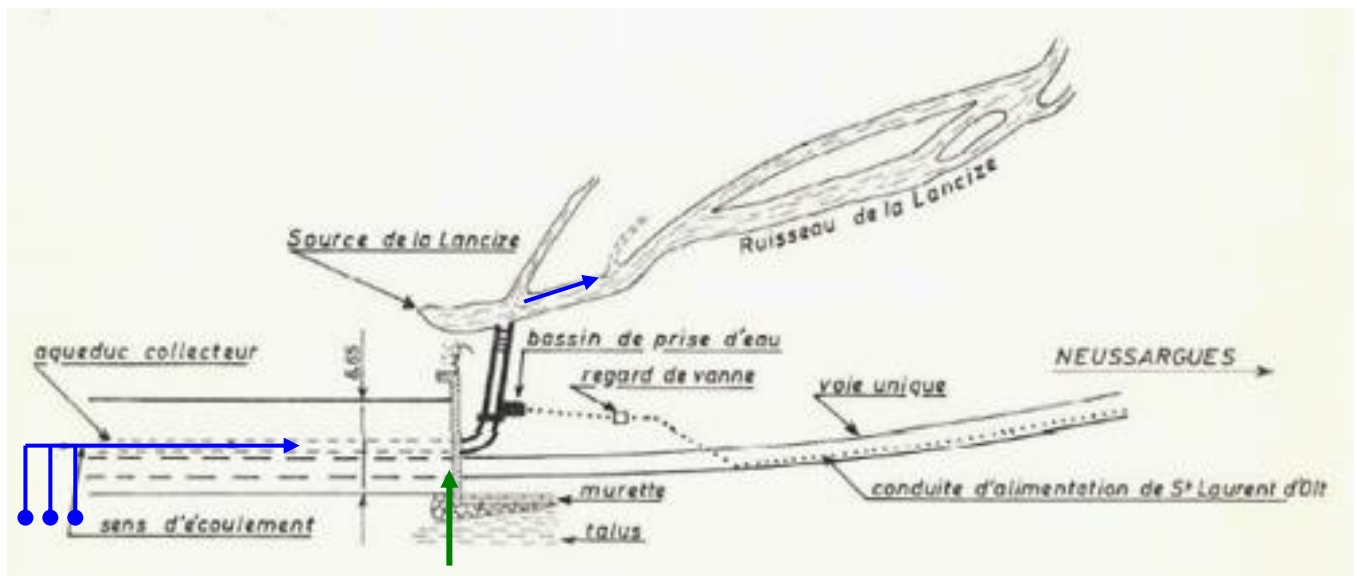 Ruisseau de la Lancize
Source de la Lancize
bassin de prise d'eau
aqueduc collecteur
regard de vanne
NEUSSARGUES
voie unique
murette
conduite d'alimentation de St Laurent d'Olt
sens d'écoulement
talus